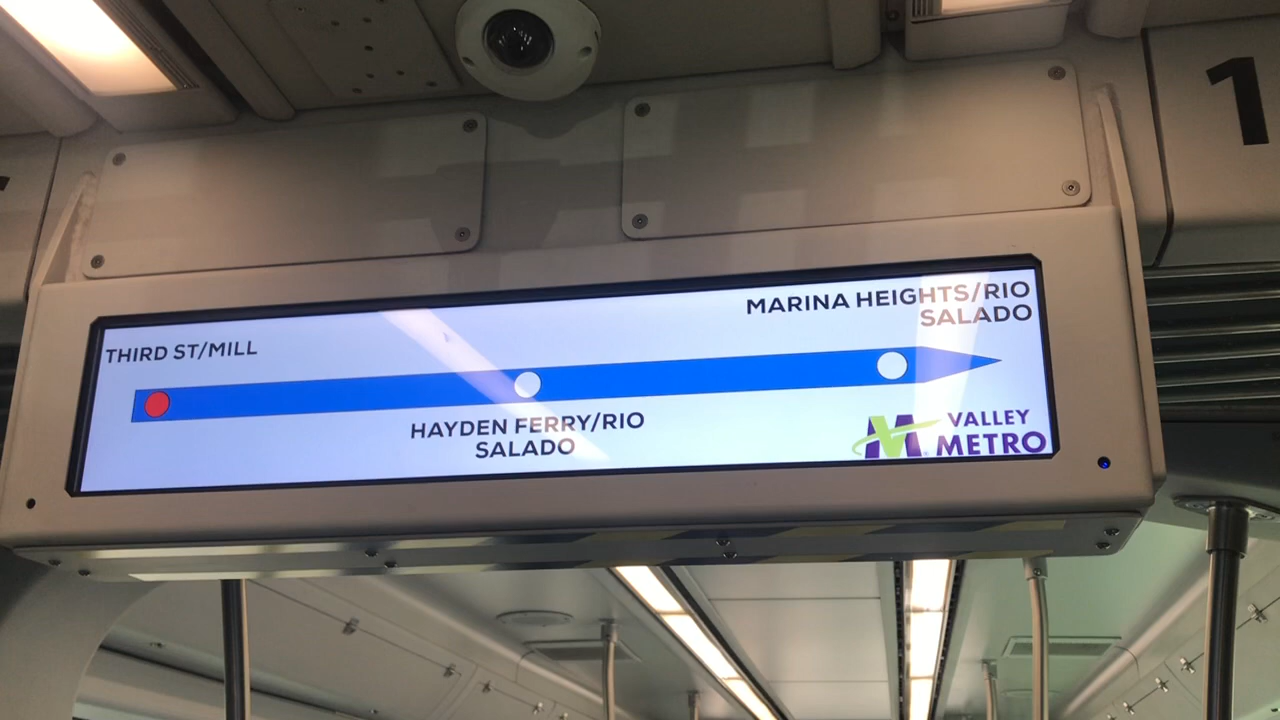 1
THIRD ST/MILL
HAYDEN FERRY/RIO
SALADO
MARINA HEIGHTS/RIO
SALADO
VALLEY
METRO